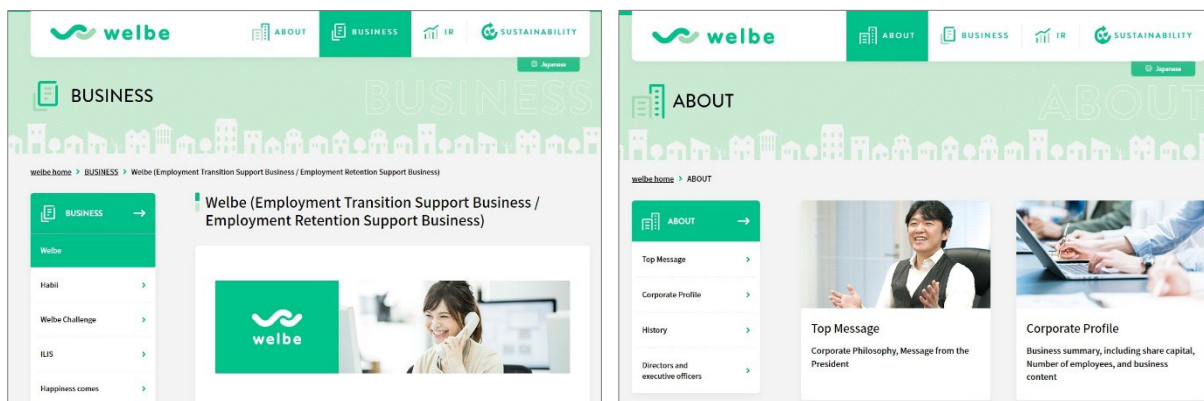 welbe
ABOUT
BUSINESS
IR
SUSTAINABILITY
Japanese
BUSINESS
BUSINESS
welbe home > BUSINESS > Welbe (Employment Transition Support Business / Employment Retention Support Business)
BUSINESS →
Welbe
Habii
Welbe Challenge
ILIS
Happiness comes
Welbe (Employment Transition Support Business /
Employment Retention Support Business)
welbe
welbe
ABOUT
BUSINESS
IR
SUSTAINABILITY
Japanese
ABOUT
ABOUT
welbe home > ABOUT
ABOUT →
Top Message
Corporate Profile
History
Directors and
executive officers
Top Message
Corporate Philosophy, Message from the
President
Corporate Profile
Business summary, including share capital,
Number of employees, and business
content